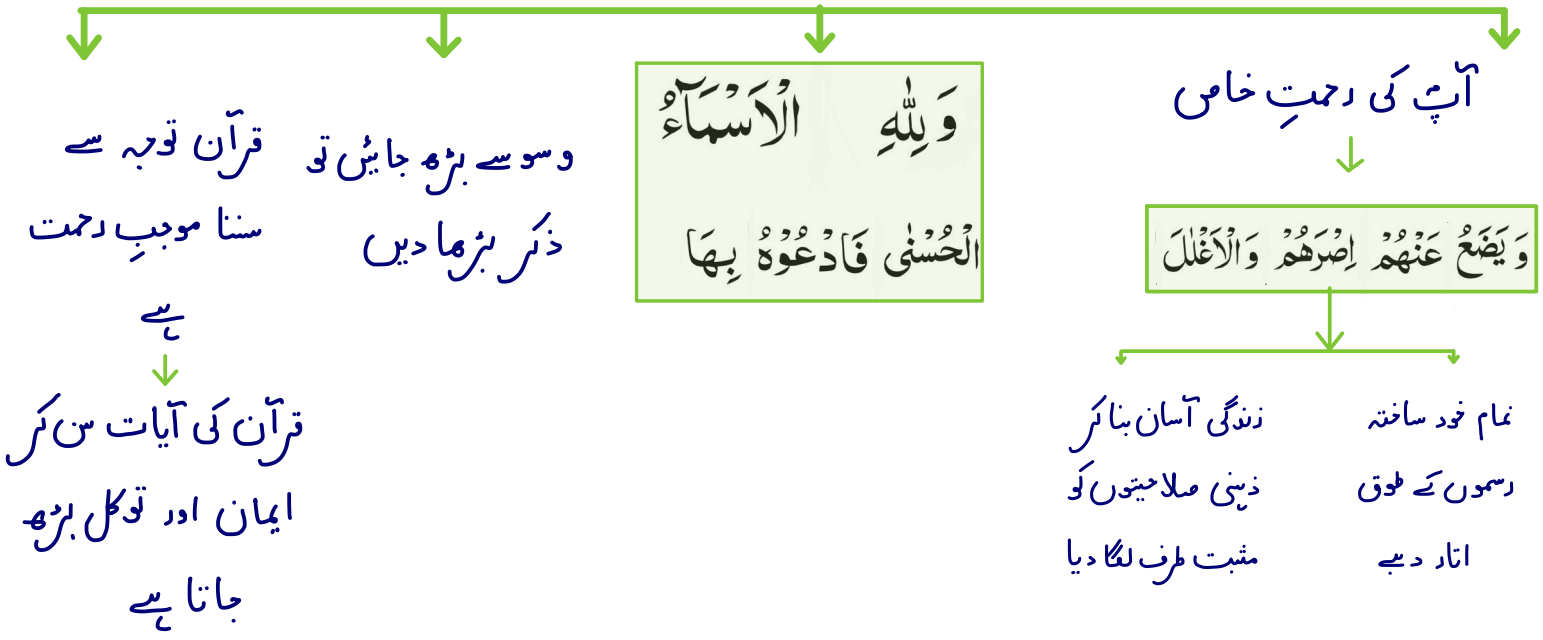 آپؐ کی رحمتِ خاص
وَ يَضَعُ عَنْهُمْ اِصْرَهُمْ وَالْاَغْلٰلَ
تمام خود ساختہ
رسموں کے طوق
اتار دیے
زندگی آسان بنا کر
ذہنی صلاحیتوں کو
مثبت طرف لگا دیا
وَ لِلّٰهِ الْاَسْمَآءُ
الْحُسْنٰى فَادْعُوْهُ بِهَا
وسوسے بڑھ جائیں تو
ذکر بڑھا دیں
قرآن توجہ سے
سننا موجبِ رحمت
ہے
قرآن کی آیات سن کر
ایمان اور توکل بڑھ
جاتا ہے